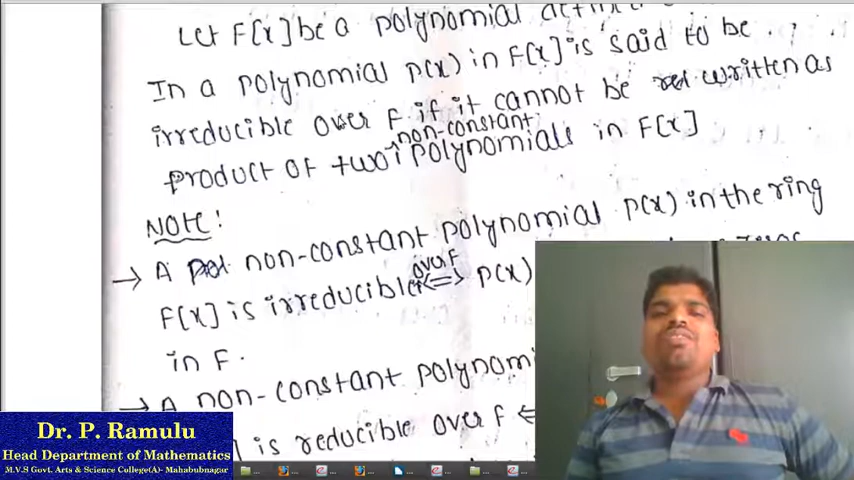 Let F[x] be a polynomial
In a polynomial p(x) in F[x] is said to be
irreducible over F if it cannot be written as
non-constant
product of two polynomials in F[x]
Note:
→ A non-constant polynomial p(x) in the ring
over F
F[x] is irreducible ⟺ p(x)
in F.
→ A non-constant polynomi
is reducible over F
Dr. P. Ramulu
Head Department of Mathematics
M.V.S Govt. Arts & Science College(A)- Mahabubnagar